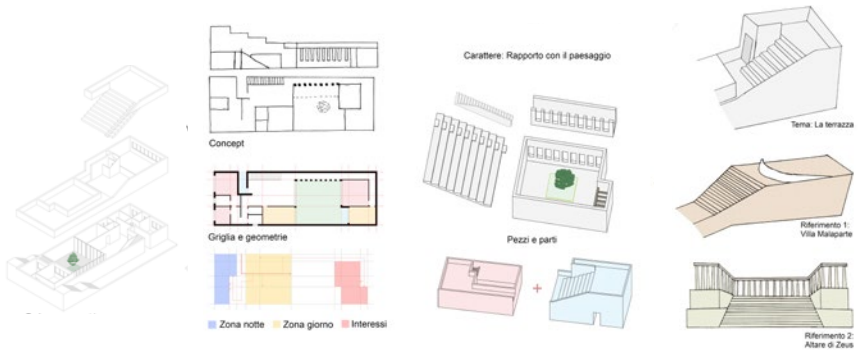 Concept
Griglia e geometrie
Zona notte
Zona giorno
Interessi
Carattere: Rapporto con il paesaggio
Pezzi e parti
+
Tema: La terrazza
Riferimento 1:
Villa Malaparte
Riferimento 2:
Altare di Zeus